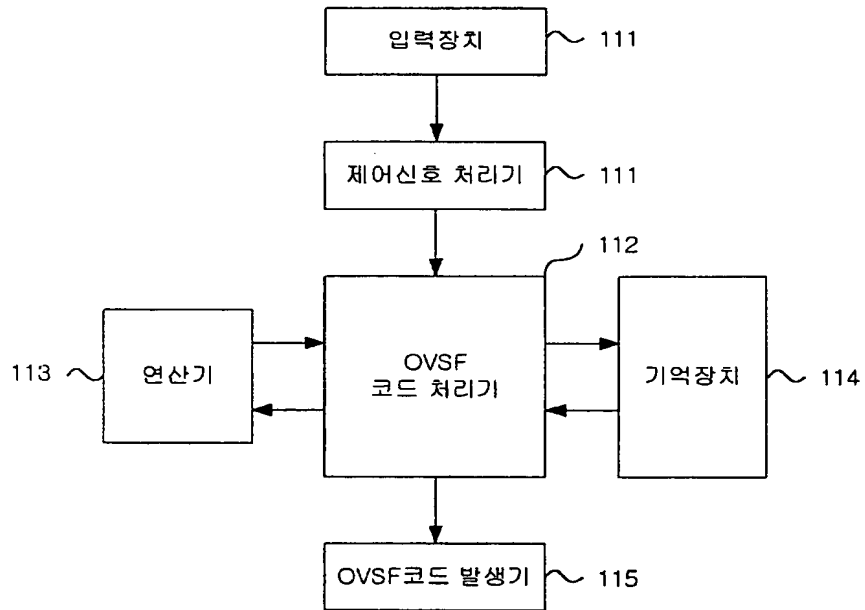 입력장치
111
제어신호 처리기
111
112
113
연산기
OVSF
코드 처리기
기억장치
114
OVSF코드 발생기
115